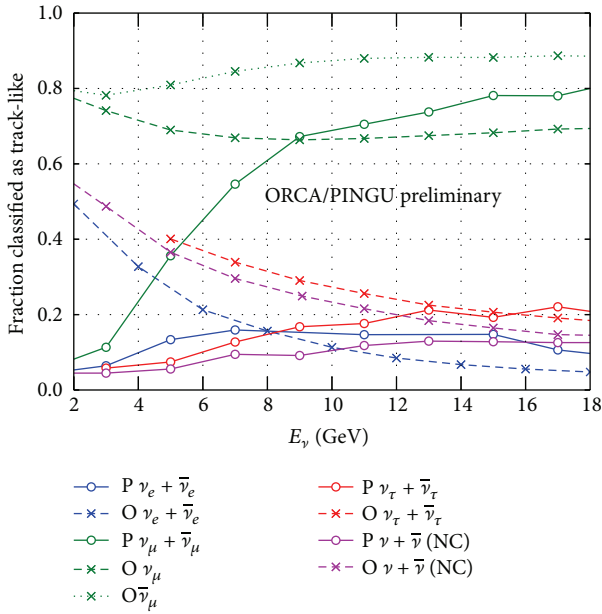 Fraction classified as track-like
1.0
0.8
0.6
0.4
0.2
0.0
ORCA/PINGU preliminary
2 4 6 8 10 12 14 16 18
E_ν (GeV)
P ν_e + ν̅_e
O ν_e + ν̅_e
P ν_μ + ν̅_μ
O ν_μ
O ν̅_μ
P ν_τ + ν̅_τ
O ν_τ + ν̅_τ
P ν + ν̅ (NC)
O ν + ν̅ (NC)